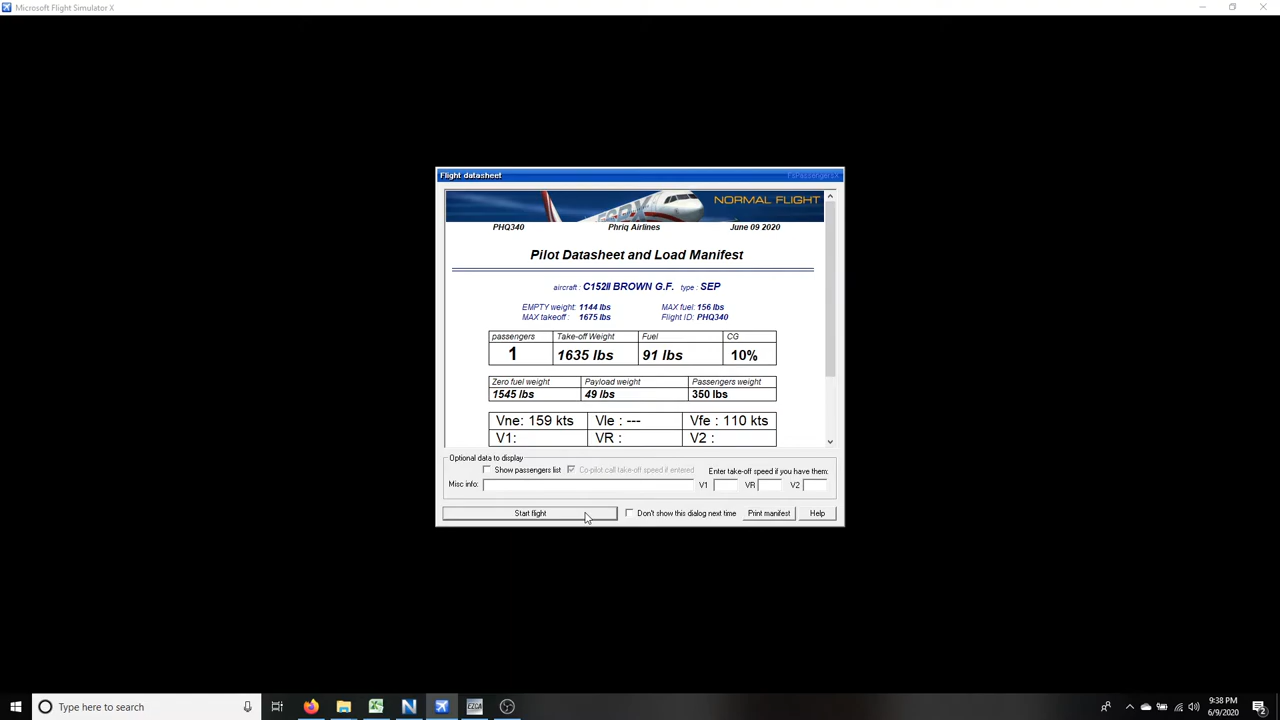 Microsoft Flight Simulator X
Flight datasheet
FsPassengersX
NORMAL FLIGHT
PHQ340 Phriq Airlines June 09 2020
Pilot Datasheet and Load Manifest
aircraft : C152II BROWN G.F. type : SEP
EMPTY weight: 1144 lbs MAX fuel: 156 lbs
MAX takeoff : 1675 lbs Flight ID: PHQ340
passengers Take-off Weight Fuel CG
1 1635 lbs 91 lbs 10%
Zero fuel weight Payload weight Passengers weight
1545 lbs 49 lbs 350 lbs
Vne: 159 kts Vle : --- Vfe : 110 kts
V1: VR : V2 :
Optional data to display
Show passengers list Co-pilot call take-off speed if entered Enter take-off speed if you have them:
Misc info: V1 VR V2
Start flight Don't show this dialog next time Print manifest Help
Type here to search
N
EZCA
9:38 PM
6/9/2020
2